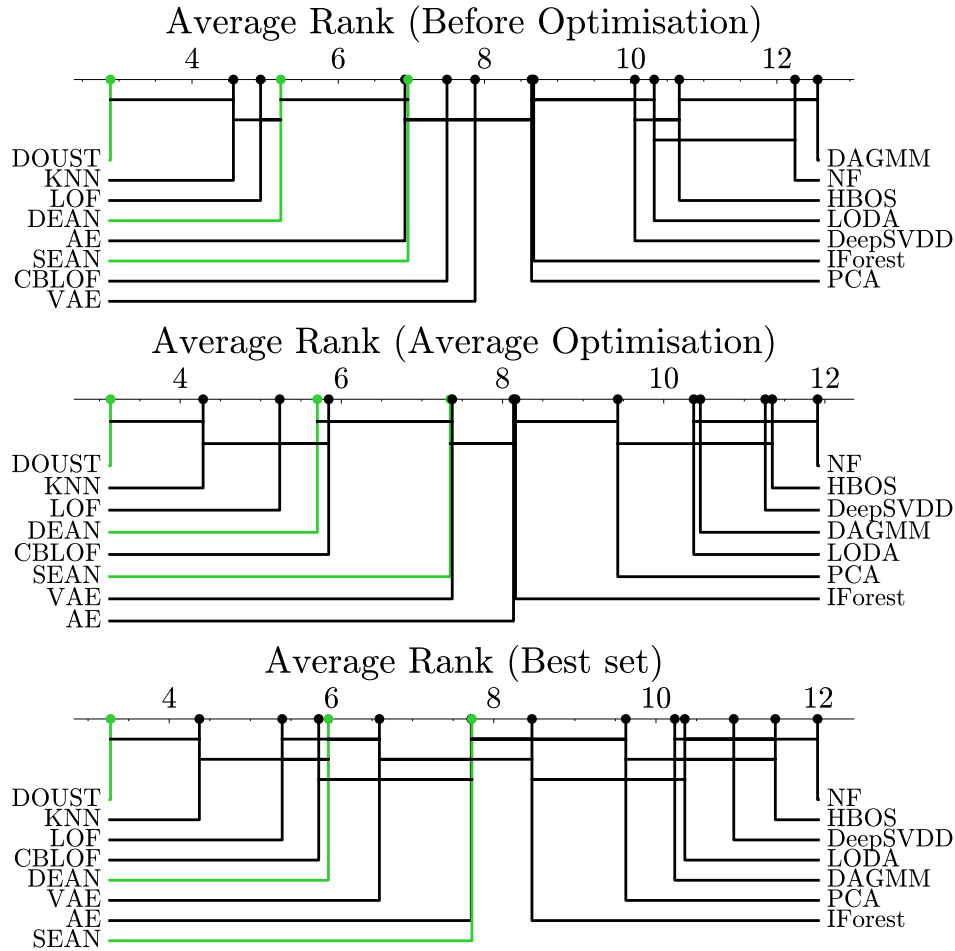 Average Rank (Before Optimisation)
4 6 8 10 12
DOUST DAGMM
KNN NF
LOF HBOS
DEAN LODA
AE DeepSVDD
SEAN IForest
CBLOF PCA
VAE
Average Rank (Average Optimisation)
4 6 8 10 12
DOUST NF
KNN HBOS
LOF DeepSVDD
DEAN DAGMM
CBLOF LODA
SEAN PCA
VAE IForest
AE
Average Rank (Best set)
4 6 8 10 12
DOUST NF
KNN HBOS
LOF DeepSVDD
CBLOF LODA
DEAN DAGMM
VAE PCA
AE IForest
SEAN